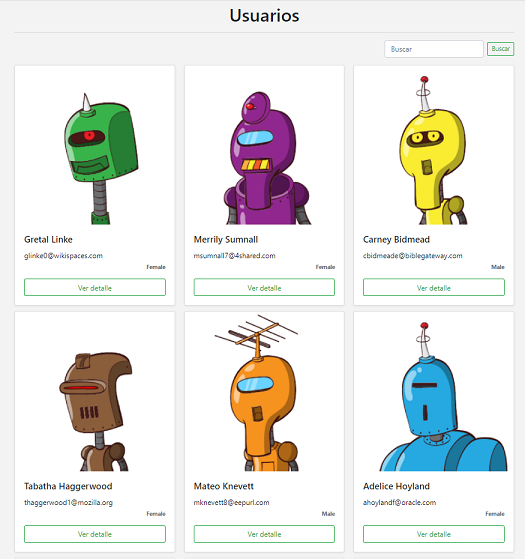 Usuarios
Buscar
Buscar
Gretal Linke
glinke0@wikispaces.com
Female
Ver detalle
Merrily Sumnall
msumnall7@4shared.com
Female
Ver detalle
Carney Bidmead
cbidmeade@biblegateway.com
Male
Ver detalle
Tabatha Haggerwood
thaggerwood1@mozilla.org
Female
Ver detalle
Mateo Knevett
mknevett8@eepurl.com
Male
Ver detalle
Adelice Hoyland
ahoylandf@oracle.com
Female
Ver detalle